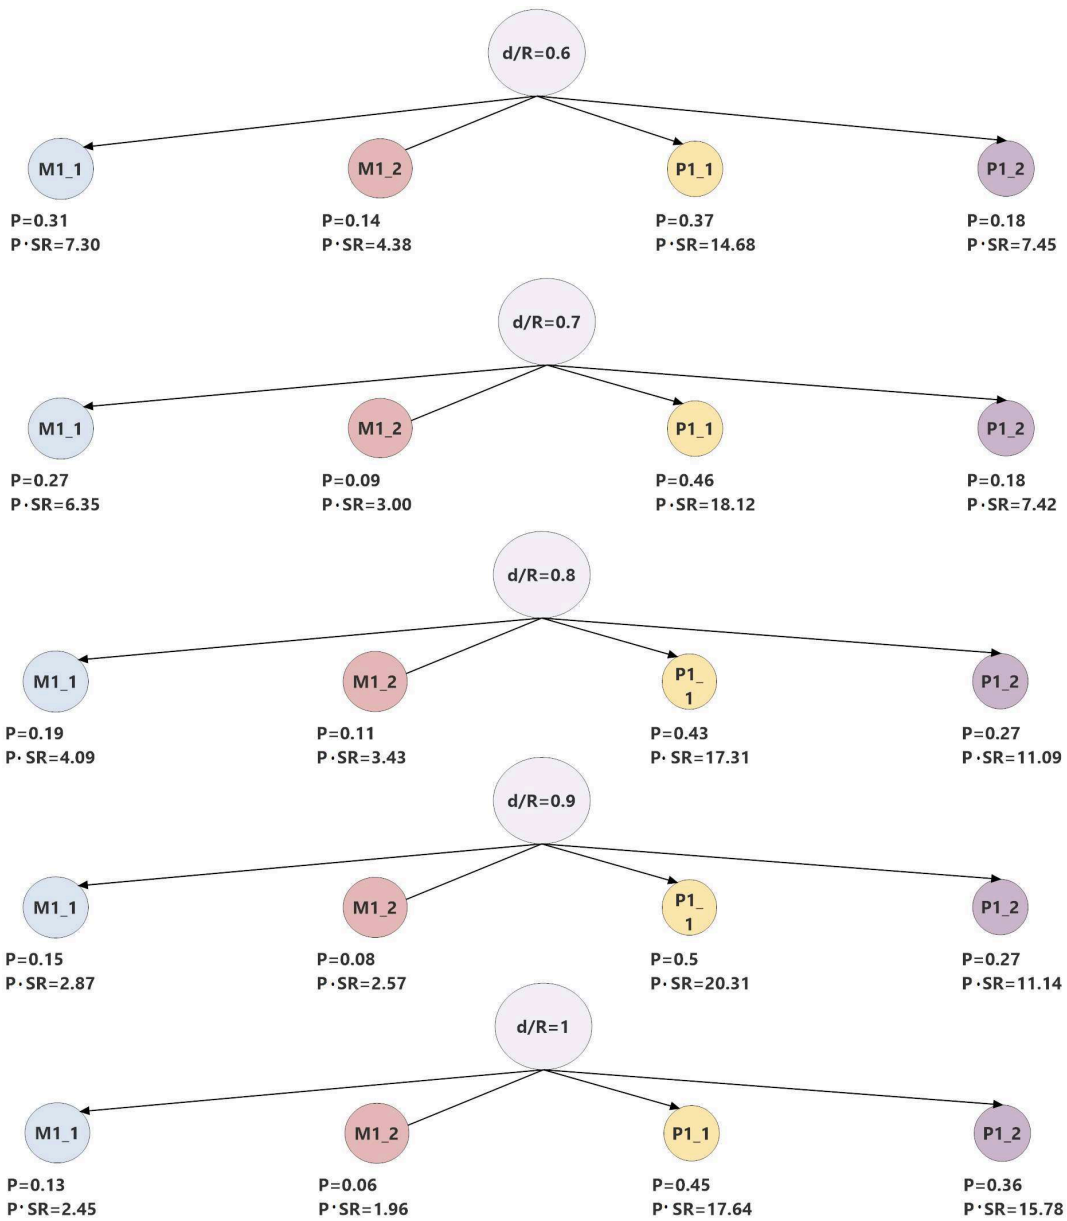 d/R=0.6
M1_1
M1_2
P1_1
P1_2
P=0.31
P·SR=7.30
P=0.14
P·SR=4.38
P=0.37
P·SR=14.68
P=0.18
P·SR=7.45
d/R=0.7
M1_1
M1_2
P1_1
P1_2
P=0.27
P·SR=6.35
P=0.09
P·SR=3.00
P=0.46
P·SR=18.12
P=0.18
P·SR=7.42
d/R=0.8
M1_1
M1_2
P1_
1
P1_2
P=0.19
P·SR=4.09
P=0.11
P·SR=3.43
P=0.43
P·SR=17.31
P=0.27
P·SR=11.09
d/R=0.9
M1_1
M1_2
P1_
1
P1_2
P=0.15
P·SR=2.87
P=0.08
P·SR=2.57
P=0.5
P·SR=20.31
P=0.27
P·SR=11.14
d/R=1
M1_1
M1_2
P1_1
P1_2
P=0.13
P·SR=2.45
P=0.06
P·SR=1.96
P=0.45
P·SR=17.64
P=0.36
P·SR=15.78